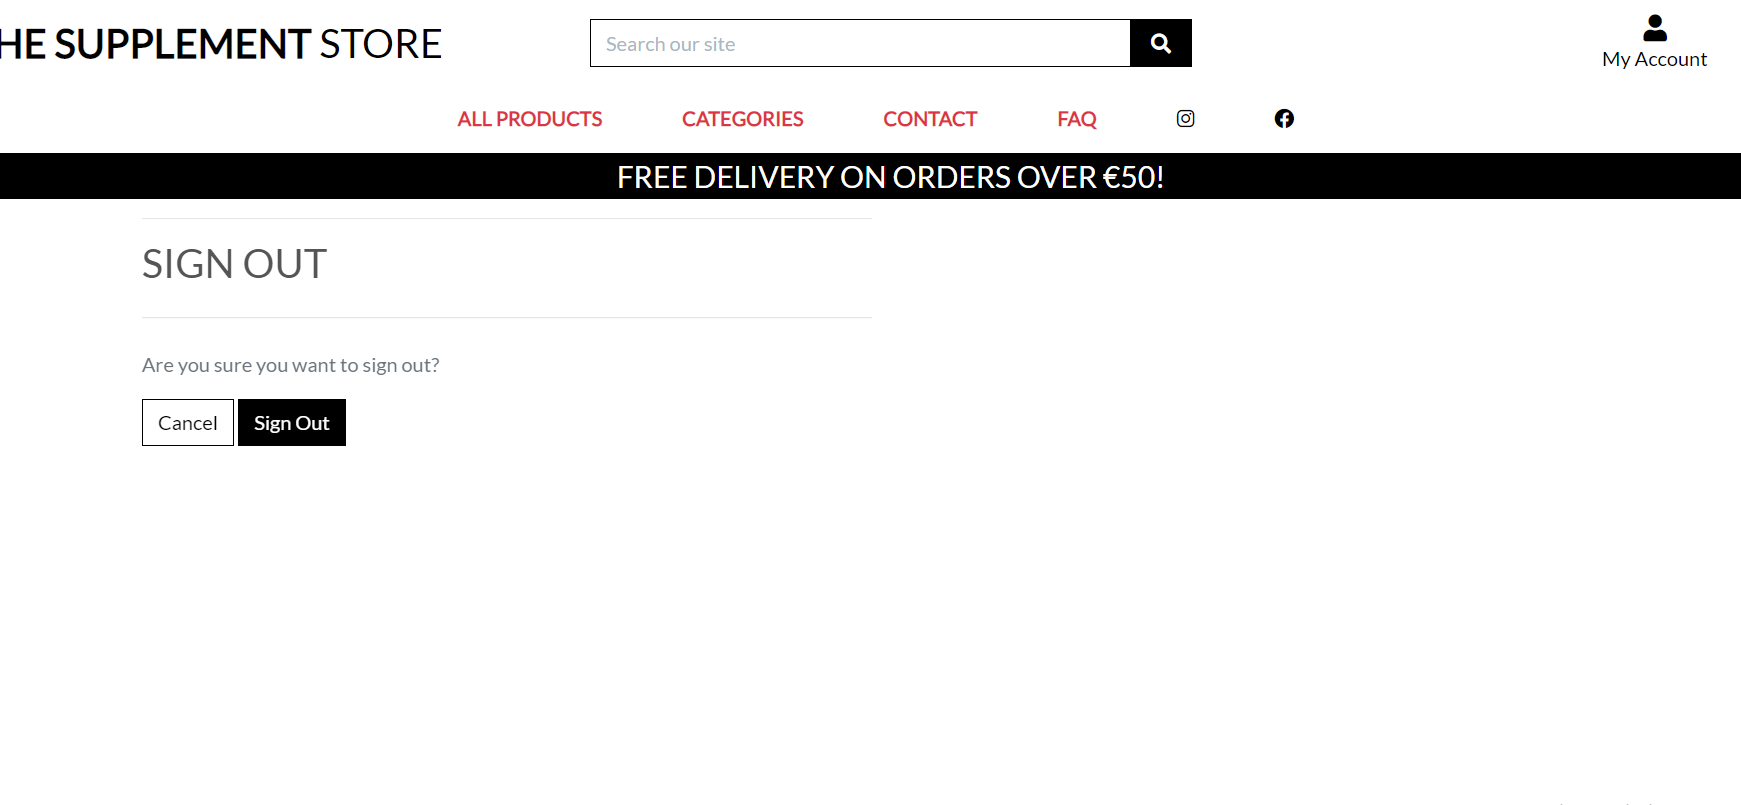 HE SUPPLEMENT STORE
Search our site
My Account
ALL PRODUCTS CATEGORIES CONTACT FAQ
FREE DELIVERY ON ORDERS OVER €50!
SIGN OUT
Are you sure you want to sign out?
Cancel Sign Out